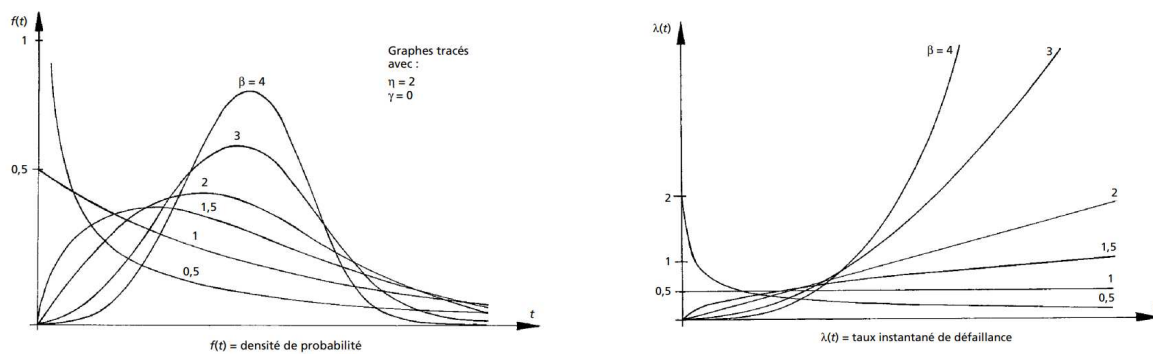 f(t)
1
0,5
Graphes tracés
avec :
η = 2
γ = 0
β = 4
3
2
1,5
1
0,5
t
f(t) = densité de probabilité
λ(t)
β = 4
3
2
2
1,5
1
1
0,5
0,5
t
λ(t) = taux instantané de défaillance